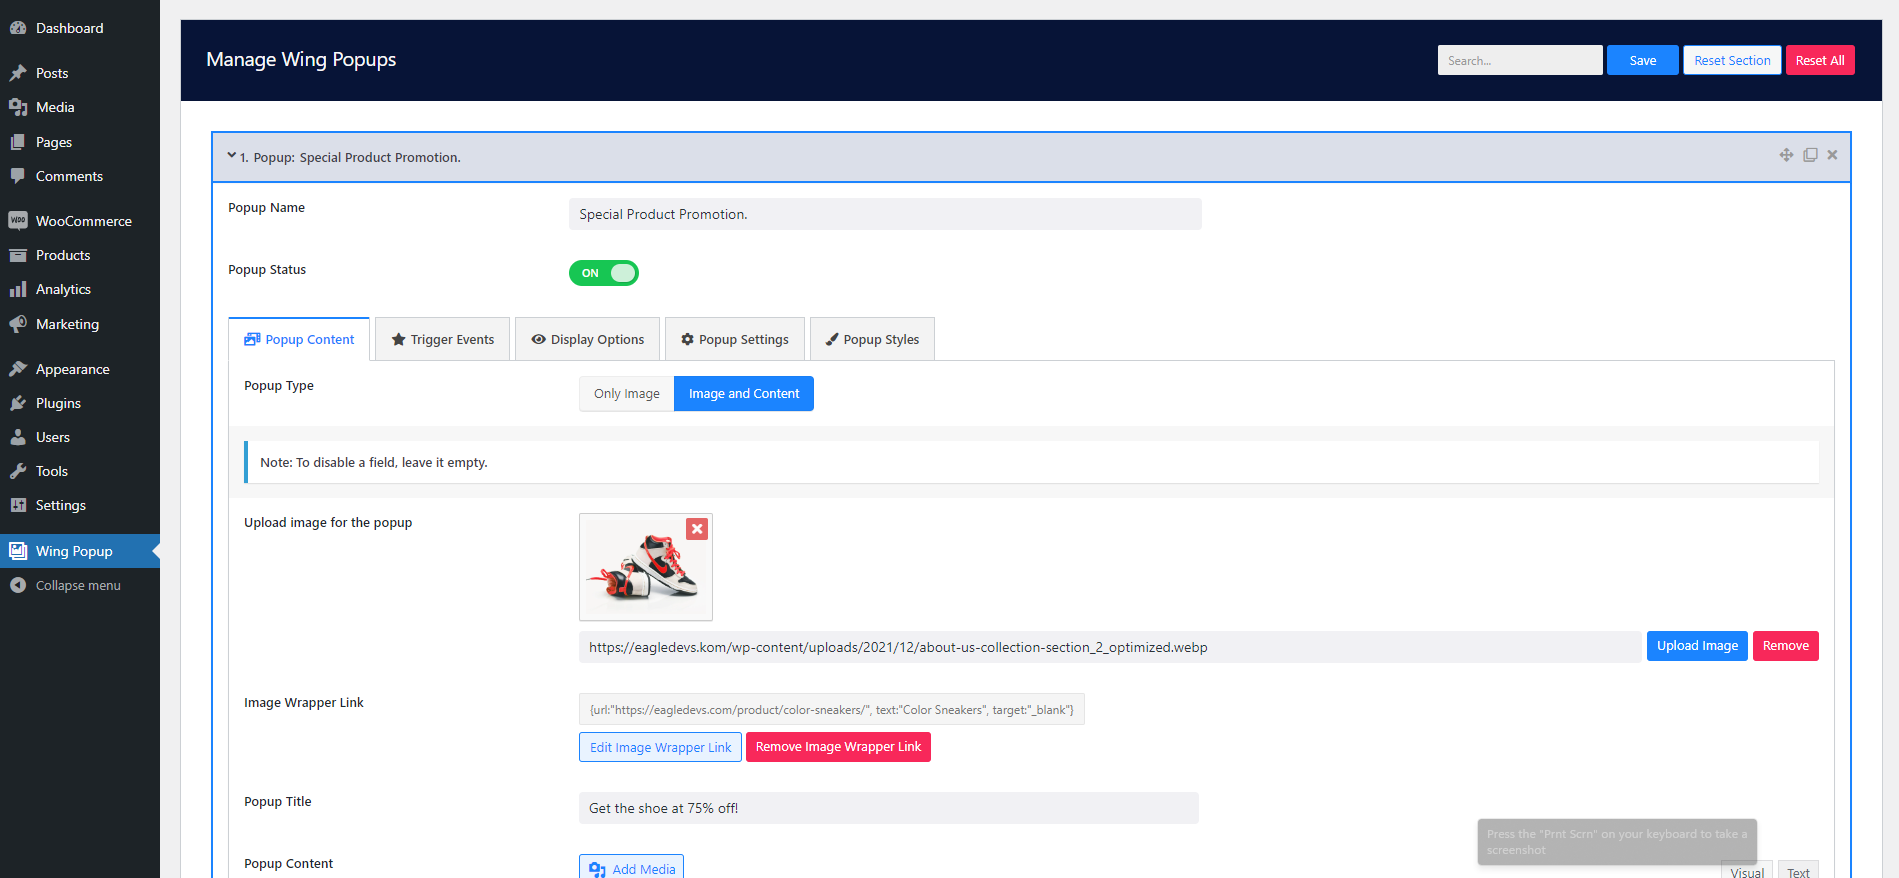 Dashboard
Posts
Media
Pages
Comments
WOO WooCommerce
Products
Analytics
Marketing
Appearance
Plugins
Users
Tools
Settings
Wing Popup
Collapse menu
Manage Wing Popups
Search...
Save
Reset Section
Reset All
1. Popup: Special Product Promotion.
Popup Name
Special Product Promotion.
Popup Status
ON
Popup Content
Trigger Events
Display Options
Popup Settings
Popup Styles
Popup Type
Only Image
Image and Content
Note: To disable a field, leave it empty.
Upload image for the popup
https://eagledevs.kom/wp-content/uploads/2021/12/about-us-collection-section_2_optimized.webp
Upload Image
Remove
Image Wrapper Link
{url:"https://eagledevs.com/product/color-sneakers/", text:"Color Sneakers", target:"_blank"}
Edit Image Wrapper Link
Remove Image Wrapper Link
Popup Title
Get the shoe at 75% off!
Press the "Prnt Scrn" on your keyboard to take a
screenshot
Popup Content
Add Media
Visual
Text